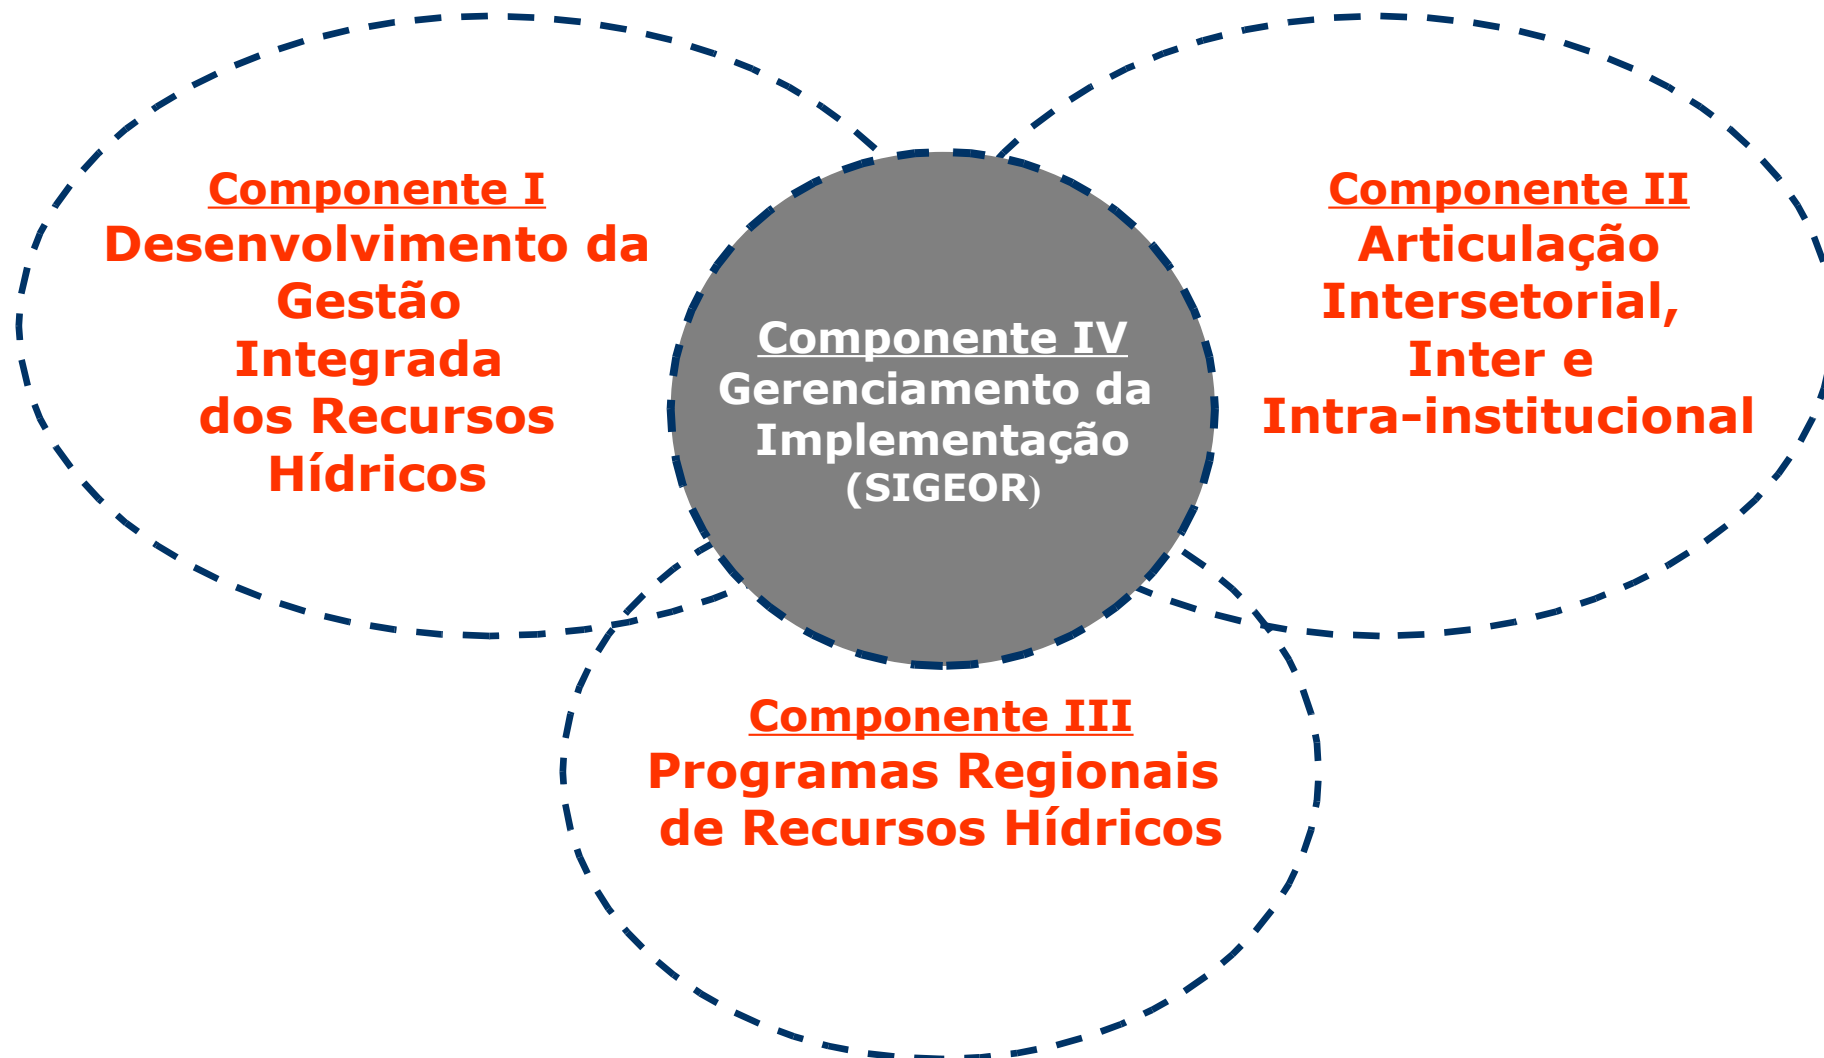 Componente I
Desenvolvimento da
Gestão
Integrada
dos Recursos
Hídricos
Componente II
Articulação
Intersetorial,
Inter e
Intra-institucional
Componente IV
Gerenciamento da
Implementação
(SIGEOR)
Componente III
Programas Regionais
de Recursos Hídricos